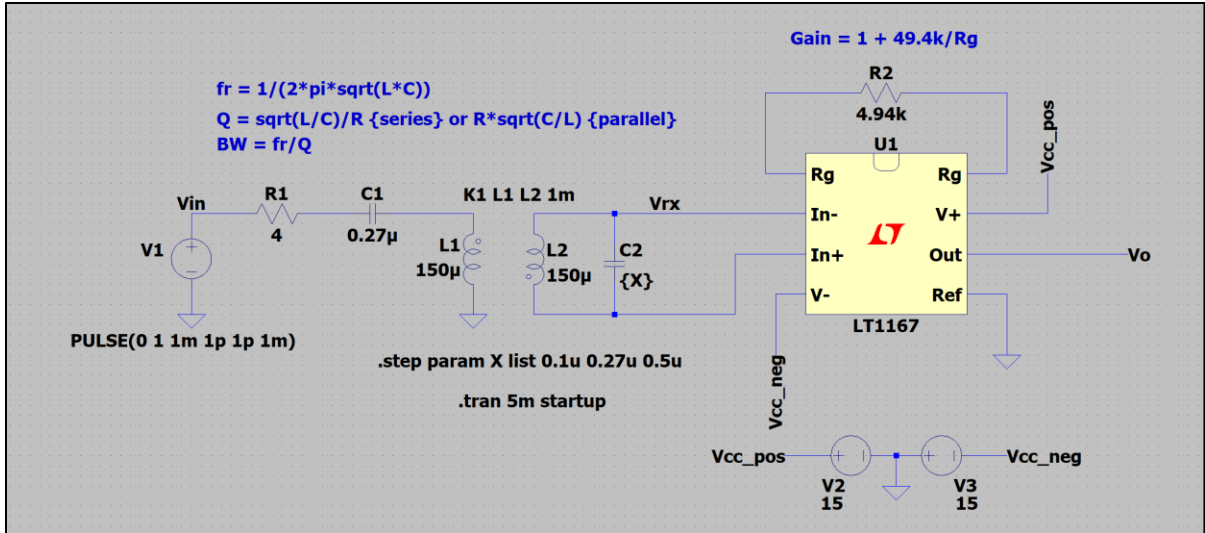 Gain = 1 + 49.4k/Rg
R2
4.94k
fr = 1/(2*pi*sqrt(L*C))
Q = sqrt(L/C)/R {series} or R*sqrt(C/L) {parallel}
BW = fr/Q
U1
Vcc_pos
Rg
Rg
Vin
R1
C1
K1 L1 L2 1m
Vrx
In-
V+
V1
4
0.27µ
L1
150µ
L2
150µ
C2
{X}
In+
Out
Vo
V-
Ref
PULSE(0 1 1m 1p 1p 1m)
LT1167
.step param X list 0.1u 0.27u 0.5u
Vcc_neg
.tran 5m startup
Vcc_pos
Vcc_neg
V2
15
V3
15